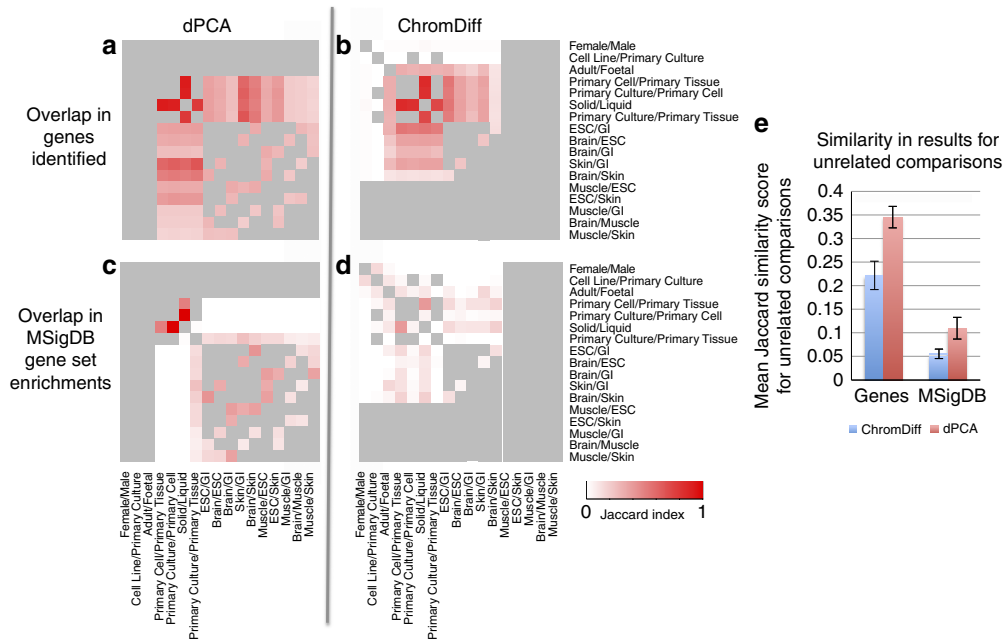 dPCA
ChromDiff
a
b
Overlap in
genes
identified
Female/Male
Cell Line/Primary Culture
Adult/Foetal
Primary Cell/Primary Tissue
Primary Culture/Primary Cell
Solid/Liquid
Primary Culture/Primary Tissue
ESC/GI
Brain/ESC
Brain/GI
Skin/GI
Brain/Skin
Muscle/ESC
ESC/Skin
Muscle/GI
Brain/Muscle
Muscle/Skin
c
d
Overlap in
MSigDB
gene set
enrichments
Female/Male
Cell Line/Primary Culture
Adult/Foetal
Primary Cell/Primary Tissue
Primary Culture/Primary Cell
Solid/Liquid
Primary Culture/Primary Tissue
ESC/GI
Brain/ESC
Brain/GI
Skin/GI
Brain/Skin
Muscle/ESC
ESC/Skin
Muscle/GI
Brain/Muscle
Muscle/Skin
Female/Male
Cell Line/Primary Culture
Adult/Foetal
Primary Cell/Primary Tissue
Primary Culture/Primary Cell
Solid/Liquid
Primary Culture/Primary Tissue
ESC/GI
Brain/ESC
Brain/GI
Skin/GI
Brain/Skin
Muscle/ESC
ESC/Skin
Muscle/GI
Brain/Muscle
Muscle/Skin
Female/Male
Cell Line/Primary Culture
Adult/Foetal
Primary Cell/Primary Tissue
Primary Culture/Primary Cell
Solid/Liquid
Primary Culture/Primary Tissue
ESC/GI
Brain/ESC
Brain/GI
Skin/GI
Brain/Skin
Muscle/ESC
ESC/Skin
Muscle/GI
Brain/Muscle
Muscle/Skin
0 Jaccard index 1
e
Similarity in results for
unrelated comparisons
Mean Jaccard similarity score
for unrelated comparisons
0.4
0.35
0.3
0.25
0.2
0.15
0.1
0.05
0
Genes MSigDB
ChromDiff dPCA